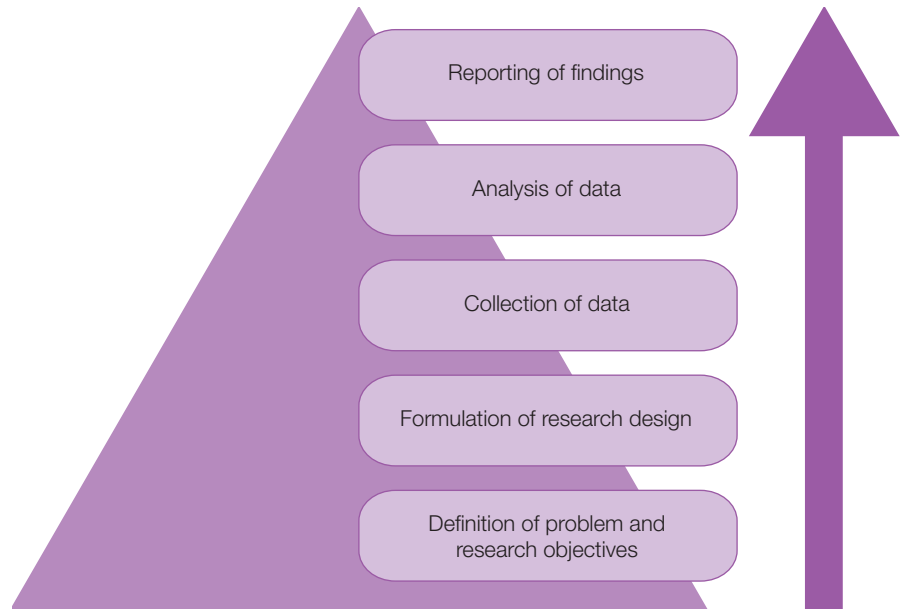 Reporting of findings
Analysis of data
Collection of data
Formulation of research design
Definition of problem and
research objectives